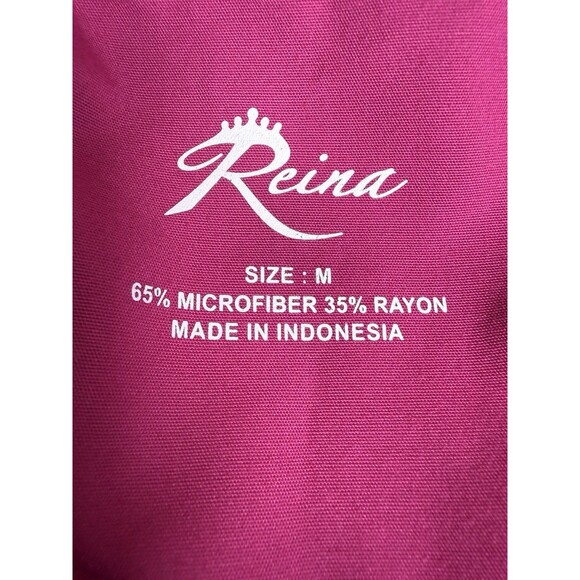 Reina
SIZE : M
65% MICROFIBER 35% RAYON
MADE IN INDONESIA